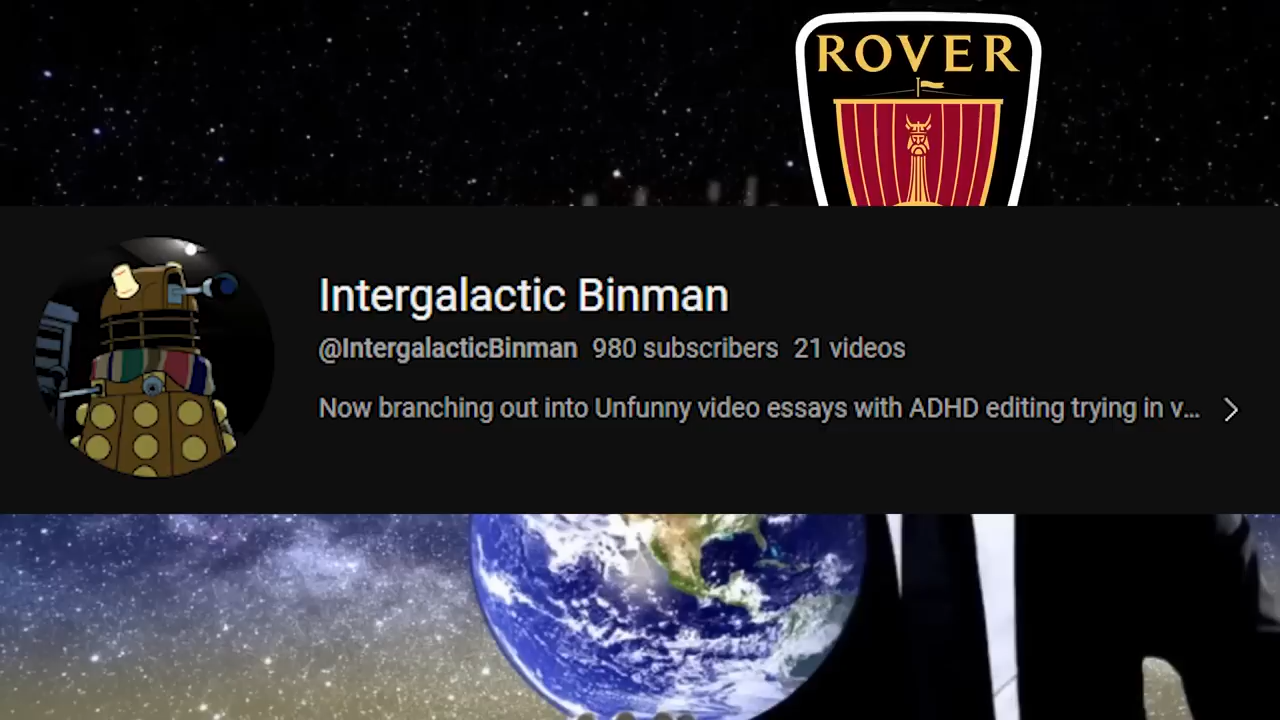 ROVER
Intergalactic Binman
@IntergalacticBinman 980 subscribers 21 videos
Now branching out into Unfunny video essays with ADHD editing trying in v...